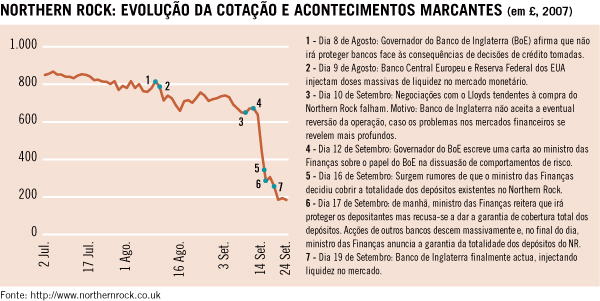 NORTHERN ROCK: EVOLUÇÃO DA COTAÇÃO E ACONTECIMENTOS MARCANTES (em £, 2007)
1.000
800
600
400
200
0
1
2
3
4
5
6
7
2 Jul.
17 Jul.
1 Ago.
16 Ago.
3 Set.
14 Set.
24 Set.
1 - Dia 8 de Agosto: Governador do Banco de Inglaterra (BoE) afirma que não
irá proteger bancos face às consequências de decisões de crédito tomadas.
2 - Dia 9 de Agosto: Banco Central Europeu e Reserva Federal dos EUA
injectam doses massivas de liquidez no mercado monetário.
3 - Dia 10 de Setembro: Negociações com o Lloyds tendentes à compra do
Northern Rock falham. Motivo: Banco de Inglaterra não aceita a eventual
reversão da operação, caso os problemas nos mercados financeiros se
revelem mais profundos.
4 - Dia 12 de Setembro: Governador do BoE escreve uma carta ao ministro das
Finanças sobre o papel do BoE na dissuasão de comportamentos de risco.
5 - Dia 16 de Setembro: Surgem rumores de que o ministro das Finanças
decidiu cobrir a totalidade dos depósitos existentes no Northern Rock.
6 - Dia 17 de Setembro: de manhã, ministro das Finanças reitera que irá
proteger os depositantes mas recusa-se a dar a garantia de cobertura total dos
depósitos. Acções de outros bancos descem massivamente e, no final do dia,
ministro das Finanças anuncia a garantia da totalidade dos depósitos do NR.
7 - Dia 19 de Setembro: Banco de Inglaterra finalmente actua, injectando
liquidez no mercado.
Fonte: http://www.northernrock.co.uk